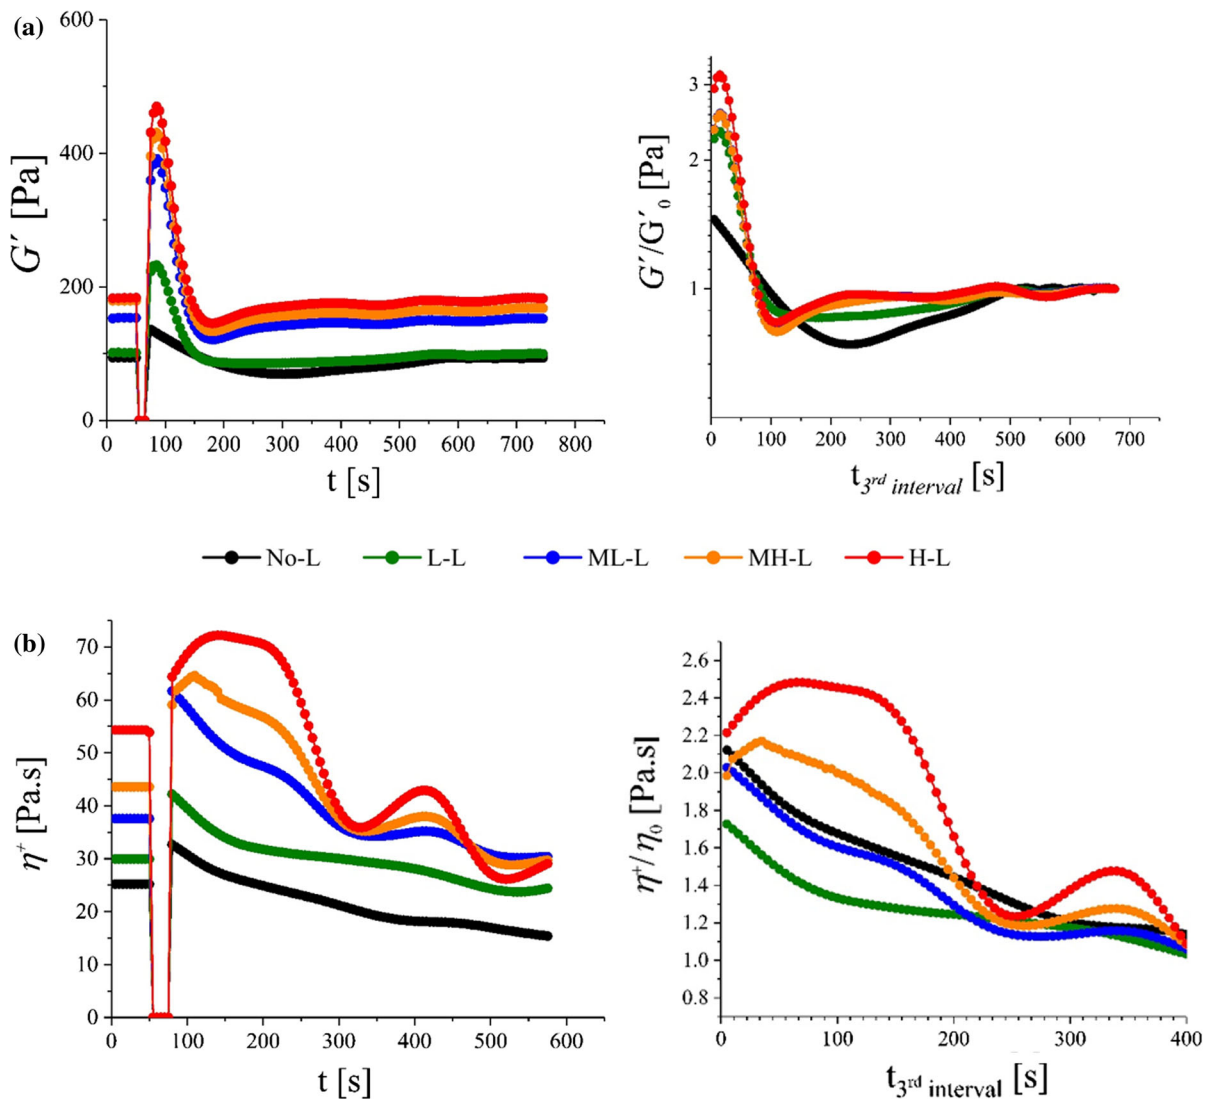 (a)
600
400
200
0
G′ [Pa]
0 100 200 300 400 500 600 700 800
t [s]
3
2
1
G′/G′0 [Pa]
0 100 200 300 400 500 600 700
t3rd interval [s]
No-L L-L ML-L MH-L H-L
(b)
70
60
50
40
30
20
10
0
η+ [Pa.s]
0 100 200 300 400 500 600
t [s]
2.6
2.4
2.2
2.0
1.8
1.6
1.4
1.2
1.0
0.8
η+/η0 [Pa.s]
0 100 200 300 400
t3rd interval [s]